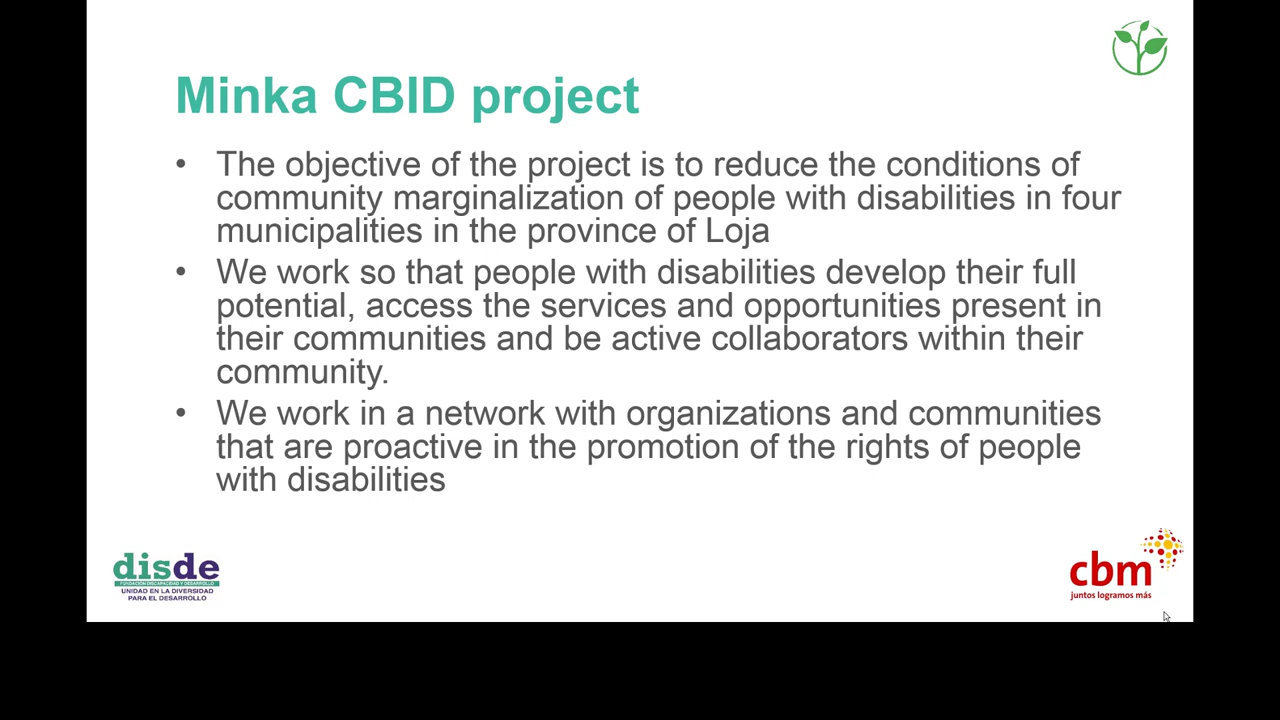 Minka CBID project
• The objective of the project is to reduce the conditions of
community marginalization of people with disabilities in four
municipalities in the province of Loja
• We work so that people with disabilities develop their full
potential, access the services and opportunities present in
their communities and be active collaborators within their
community.
• We work in a network with organizations and communities
that are proactive in the promotion of the rights of people
with disabilities
disde
FUNDACIÓN DISCAPACIDAD Y DESARROLLO
UNIDAD EN LA DIVERSIDAD
PARA EL DESARROLLO
cbm
juntos logramos más